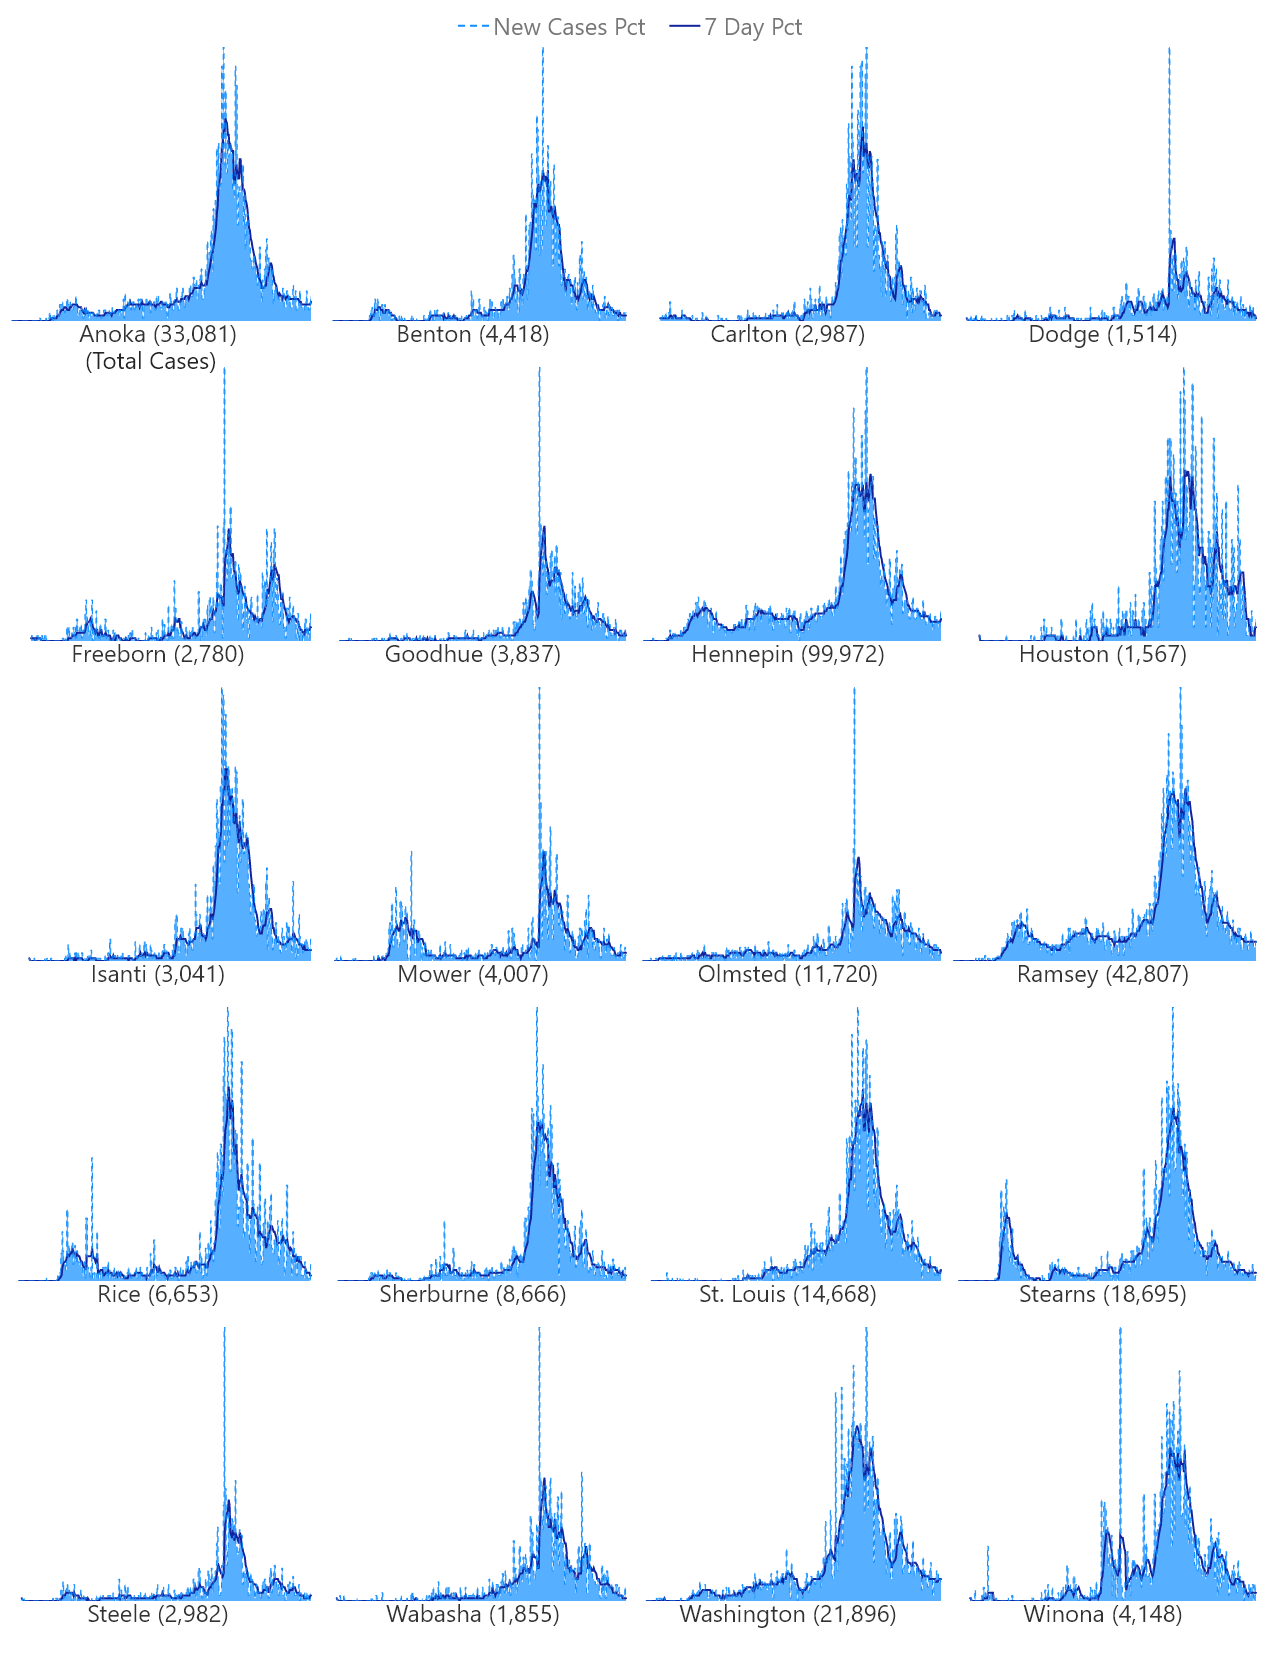 New Cases Pct 7 Day Pct
Anoka (33,081) Benton (4,418) Carlton (2,987) Dodge (1,514)
(Total Cases)
Freeborn (2,780) Goodhue (3,837) Hennepin (99,972) Houston (1,567)
Isanti (3,041) Mower (4,007) Olmsted (11,720) Ramsey (42,807)
Rice (6,653) Sherburne (8,666) St. Louis (14,668) Stearns (18,695)
Steele (2,982) Wabasha (1,855) Washington (21,896) Winona (4,148)